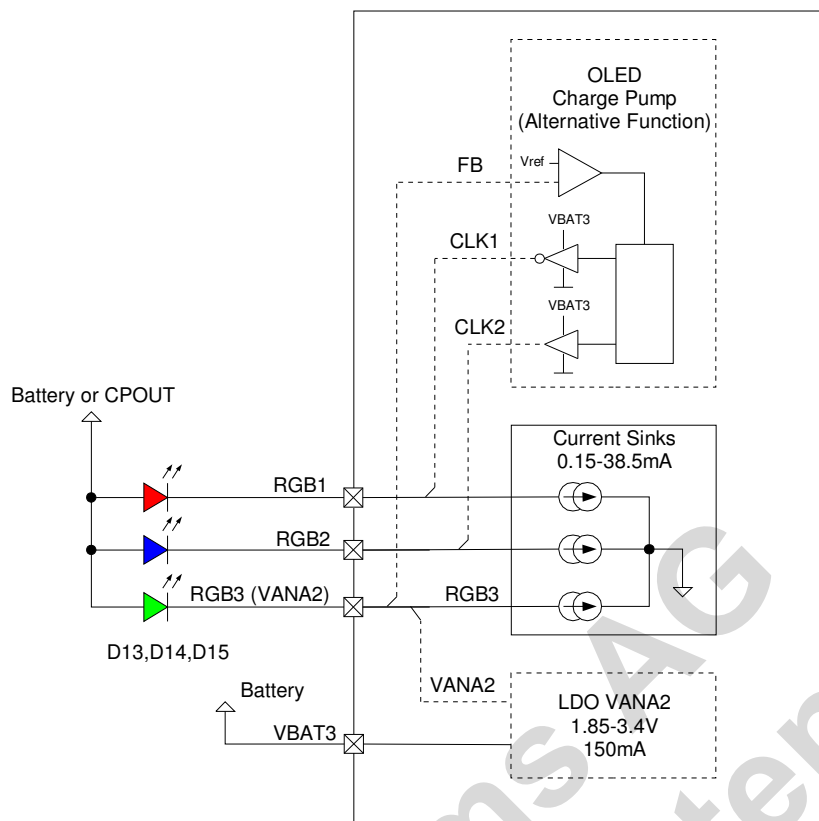 OLED
Charge Pump
(Alternative Function)
FB
Vref
VBAT3
CLK1
VBAT3
CLK2
Battery or CPOUT
Current Sinks
0.15-38.5mA
RGB1
RGB2
RGB3 (VANA2)
RGB3
D13,D14,D15
VANA2
Battery
LDO VANA2
1.85-3.4V
150mA
VBAT3
ms AG